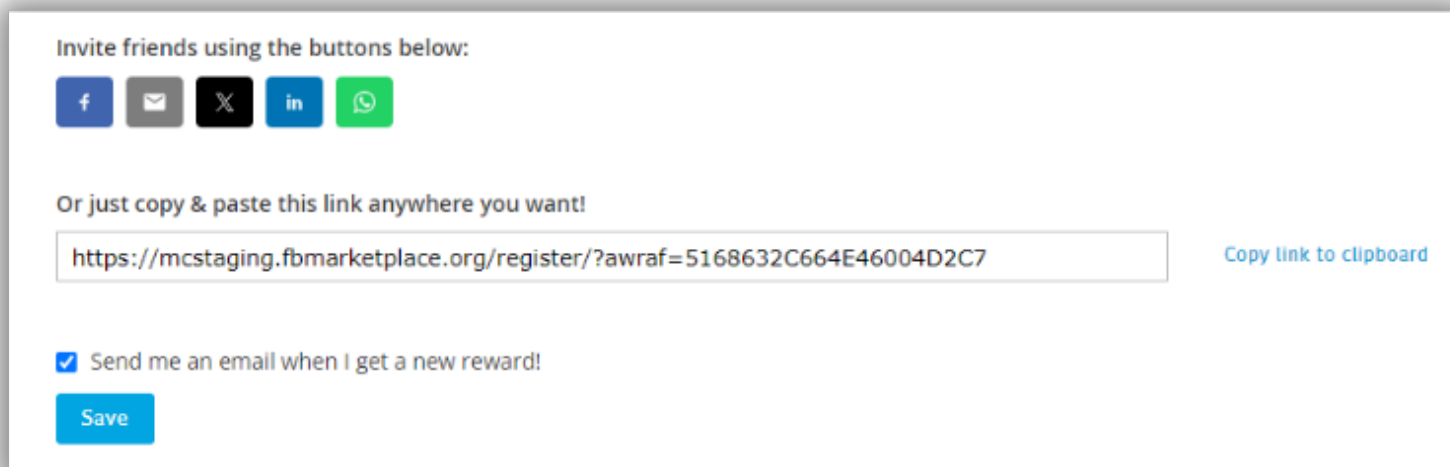 Invite friends using the buttons below:
f X in
Or just copy & paste this link anywhere you want!
https://mcstaging.fbmarketplace.org/register/?awraf=5168632C664E46004D2C7
Copy link to clipboard
Send me an email when I get a new reward!
Save